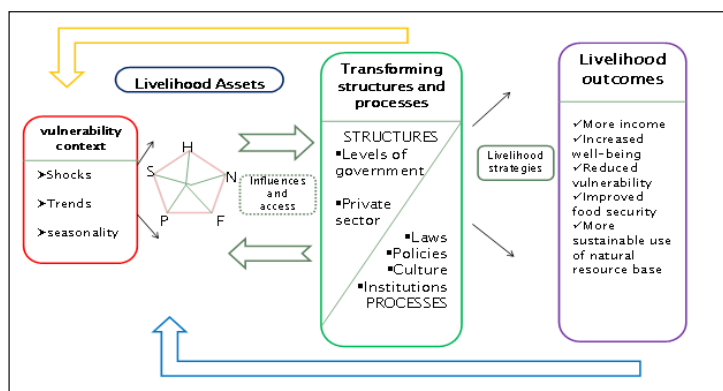 Livelihood Assets
vulnerability
context
➤Shocks
➤Trends
➤seasonality
H
S
N
P
F
Influences
and
access
Transforming
structures and
processes
STRUCTURES
▪Levels of
government
▪Private
sector
▪Laws
▪Policies
▪Culture
▪Institutions
PROCESSES
Livelihood
strategies
Livelihood
outcomes
✓More income
✓Increased
well-being
✓Reduced
vulnerability
✓Improved
food security
✓More
sustainable use
of natural
resource base